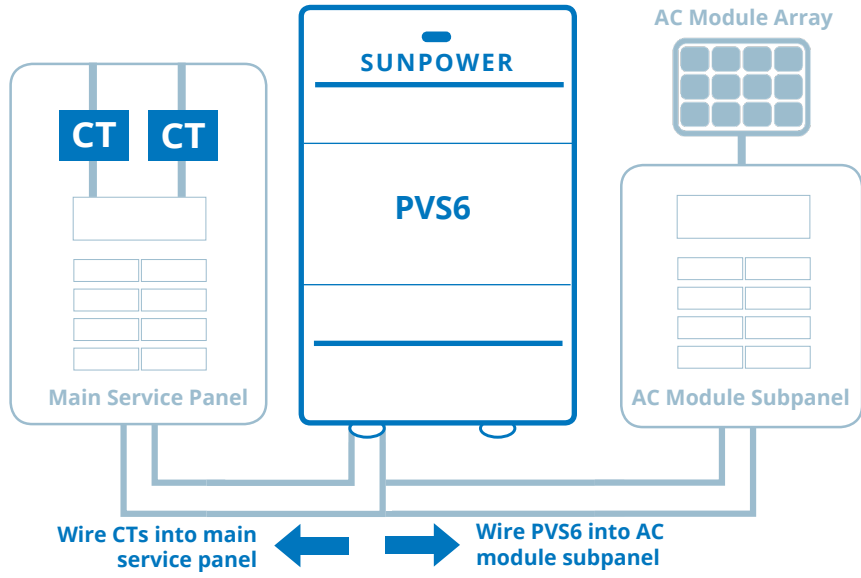 AC Module Array
SUNPOWER
CT
CT
PVS6
Main Service Panel
AC Module Subpanel
Wire CTs into main
service panel
Wire PVS6 into AC
module subpanel